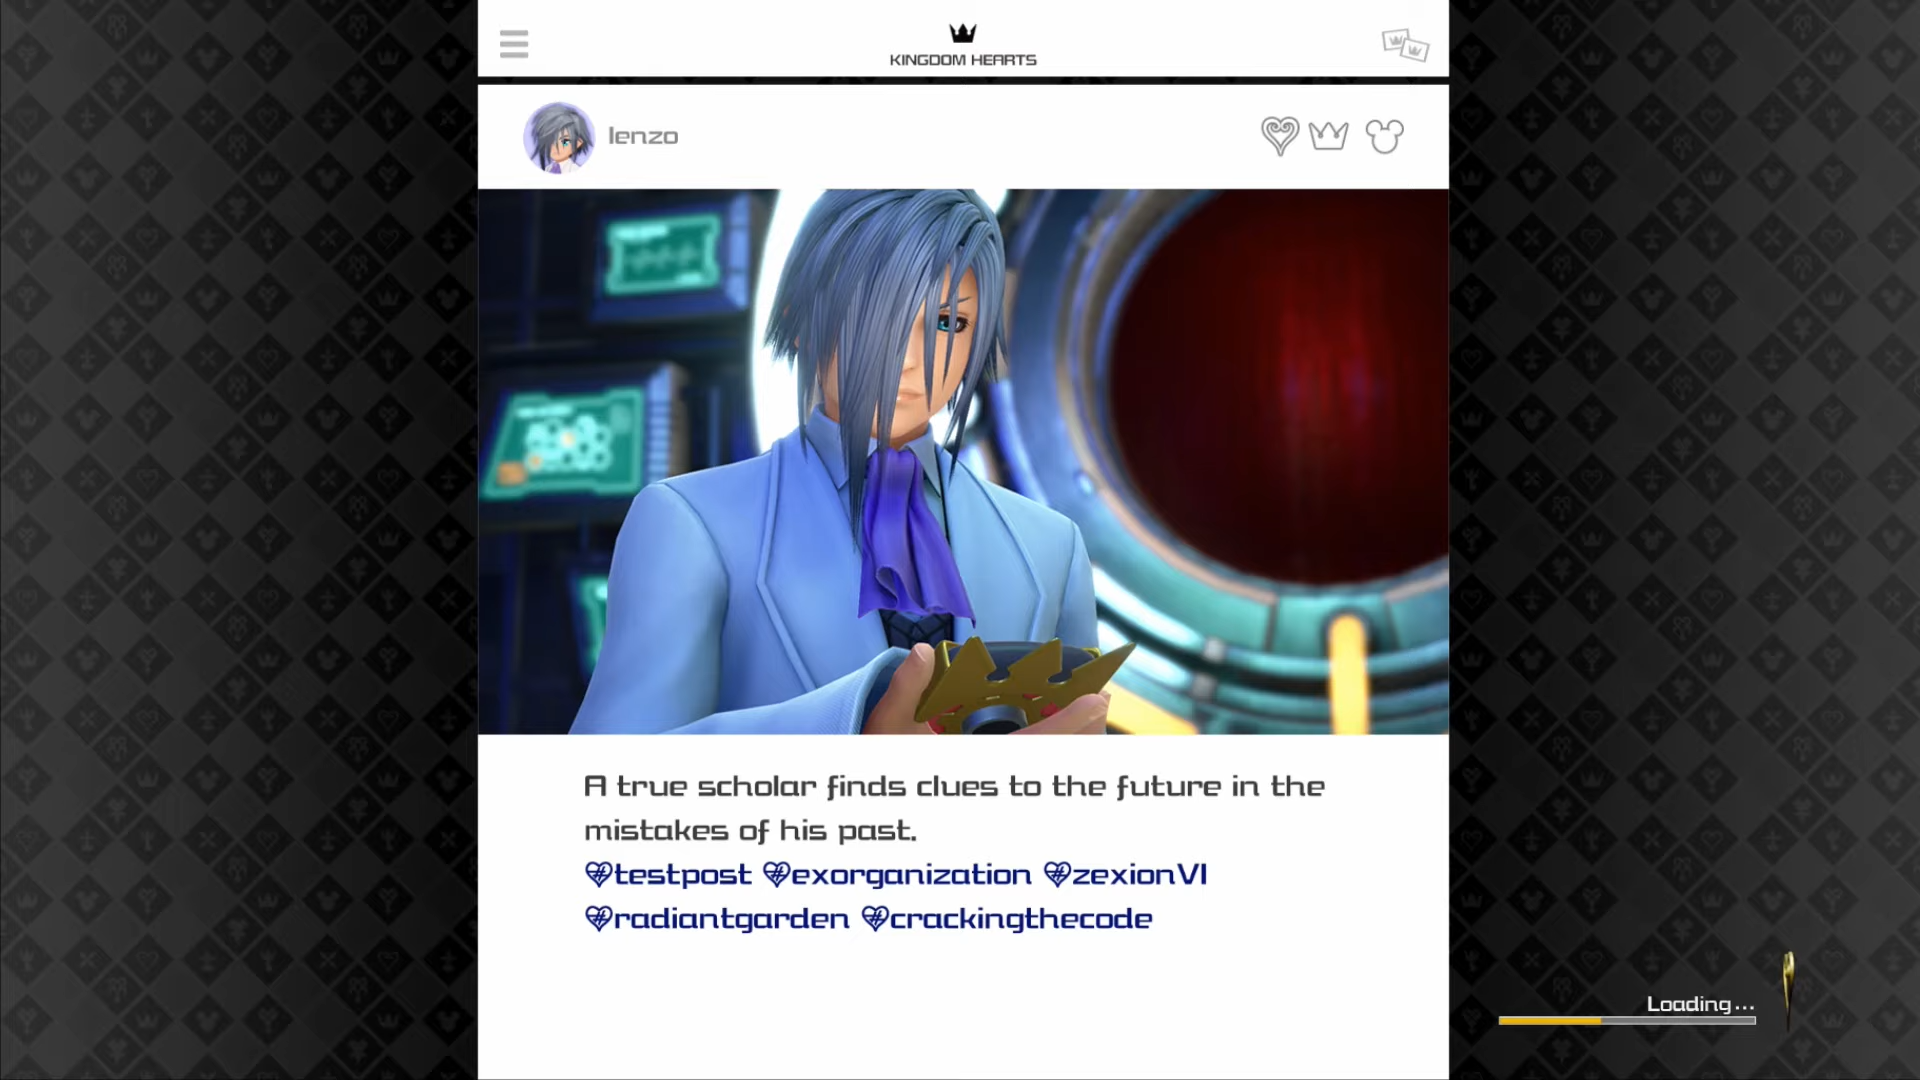 KINGDOM HEARTS
Ienzo
A true scholar finds clues to the future in the
mistakes of his past.
#testpost #exorganization #zexionVI
#radiantgarden #crackingthecode
Loading...